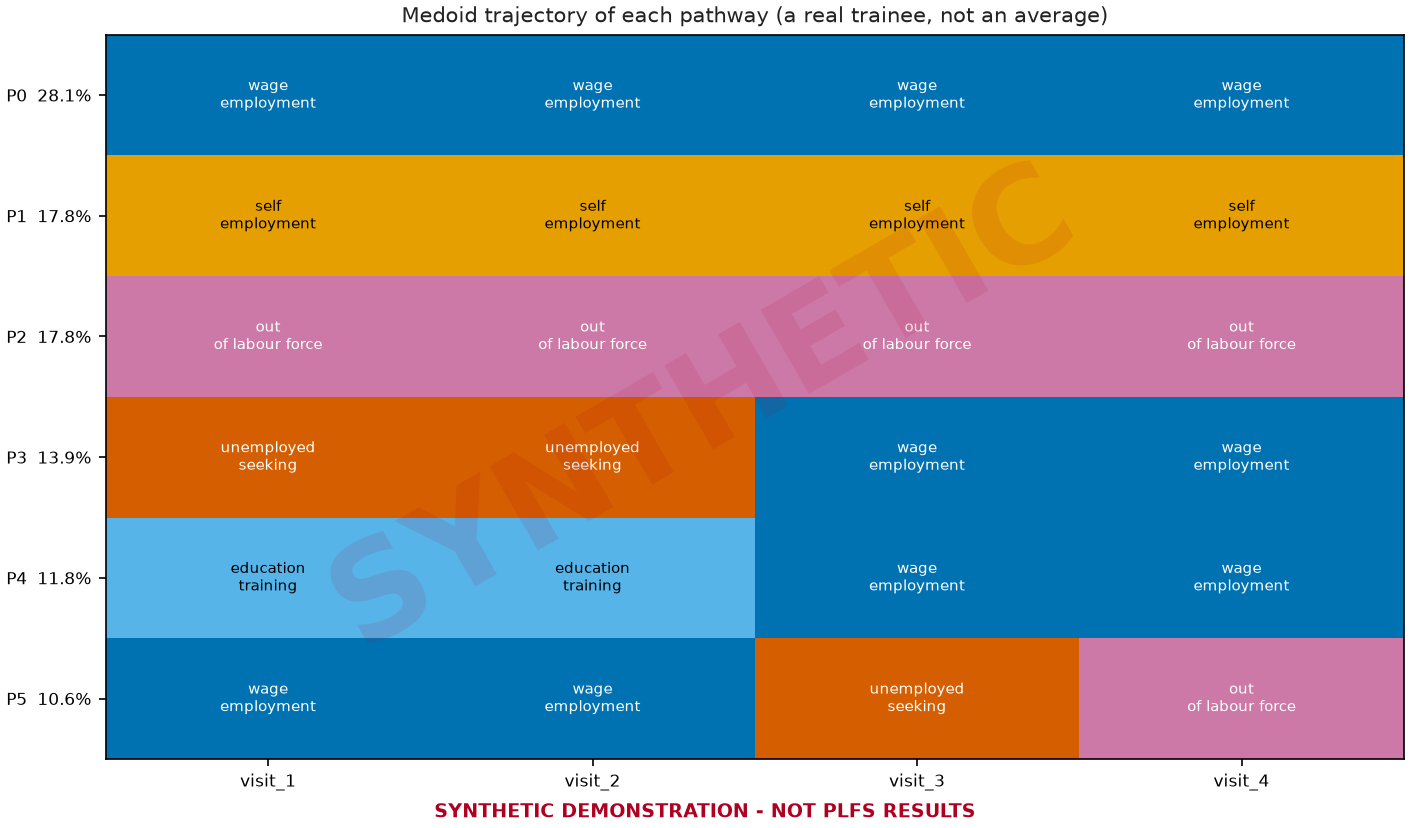 Medoid trajectory of each pathway (a real trainee, not an average)
P0 28.1%
wage
employment
wage
employment
wage
employment
wage
employment
P1 17.8%
self
employment
self
employment
self
employment
self
employment
P2 17.8%
out
of labour force
out
of labour force
out
of labour force
out
of labour force
P3 13.9%
unemployed
seeking
unemployed
seeking
wage
employment
wage
employment
P4 11.8%
education
training
education
training
wage
employment
wage
employment
P5 10.6%
wage
employment
wage
employment
unemployed
seeking
out
of labour force
SYNTHETIC
visit_1
visit_2
visit_3
visit_4
SYNTHETIC DEMONSTRATION - NOT PLFS RESULTS